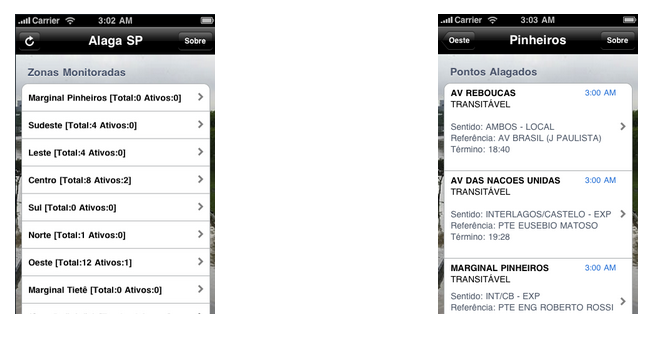 Carrier 3:02 AM
Alaga SP
Sobre
Zonas Monitoradas
Marginal Pinheiros [Total:0 Ativos:0]
Sudeste [Total:4 Ativos:0]
Leste [Total:4 Ativos:0]
Centro [Total:8 Ativos:2]
Sul [Total:0 Ativos:0]
Norte [Total:1 Ativos:0]
Oeste [Total:12 Ativos:1]
Marginal Tietê [Total:0 Ativos:0]
Carrier 3:03 AM
Oeste
Pinheiros
Sobre
Pontos Alagados
AV REBOUCAS 3:00 AM
TRANSITÁVEL
Sentido: AMBOS - LOCAL
Referência: AV BRASIL (J PAULISTA)
Término: 18:40
AV DAS NACOES UNIDAS 3:00 AM
TRANSITÁVEL
Sentido: INTERLAGOS/CASTELO - EXP
Referência: PTE EUSEBIO MATOSO
Término: 19:28
MARGINAL PINHEIROS 3:00 AM
TRANSITÁVEL
Sentido: INT/CB - EXP
Referência: PTE ENG ROBERTO ROSSI